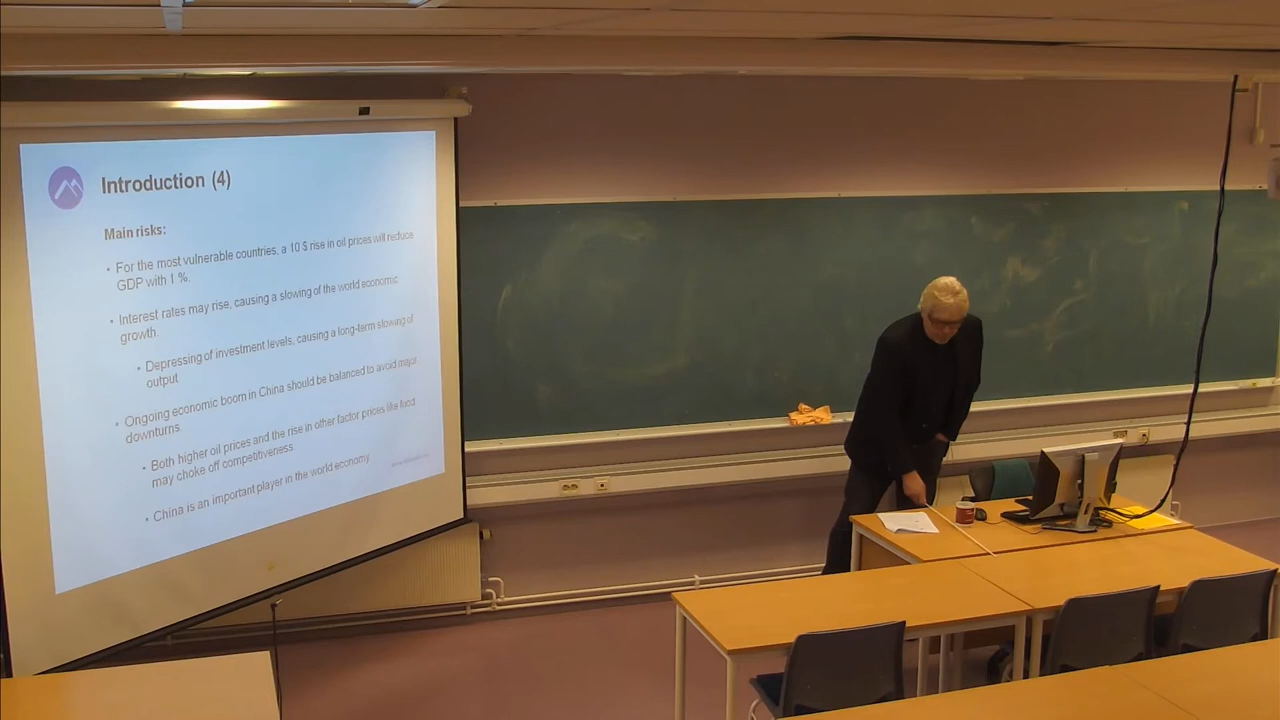 Introduction (4)
Main risks:
• For the most vulnerable countries, a 10 $ rise in oil prices will reduce
GDP with 1 %.
• Interest rates may rise, causing a slowing of the world economic
growth.
• Depressing of investment levels, causing a long-term slowing of
output
• Ongoing economic boom in China should be balanced to avoid major
downturns.
• Both higher oil prices and the rise in other factor prices like food
may choke off competitiveness.
• China is an important player in the world economy